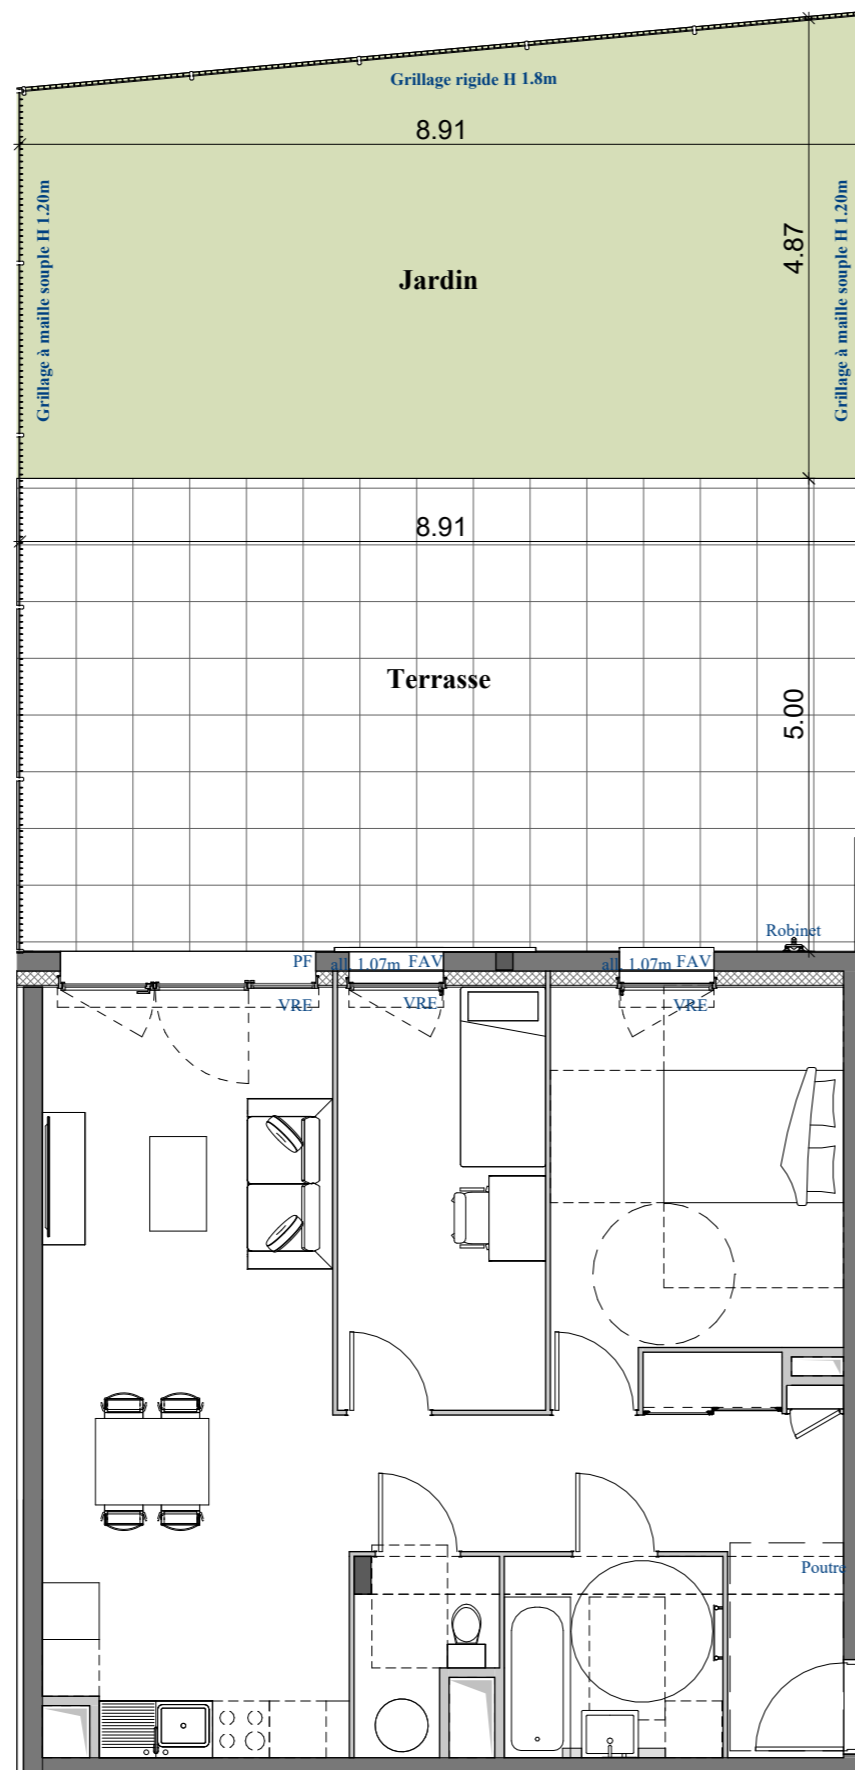 Grillage rigide H 1.8m
8.91
Grillage à maille souple H 1.20m
Jardin
4.87
Grillage à maille souple H 1.20m
8.91
Terrasse
5.00
Robinet
PF
all. 1.07m FAV
all. 1.07m FAV
VRE
VRE
VRE
Poutre